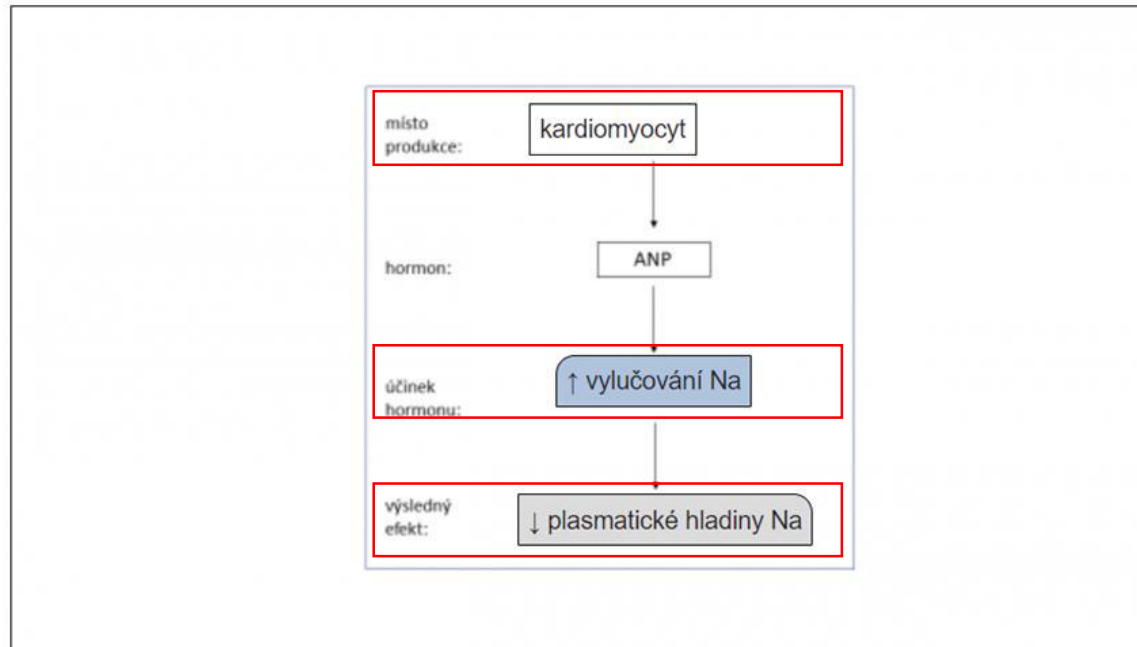 místo
produkce:
kardiomyocyt
hormon:
ANP
účinek
hormonu:
↑ vylučování Na
výsledný
efekt:
↓ plasmatické hladiny Na